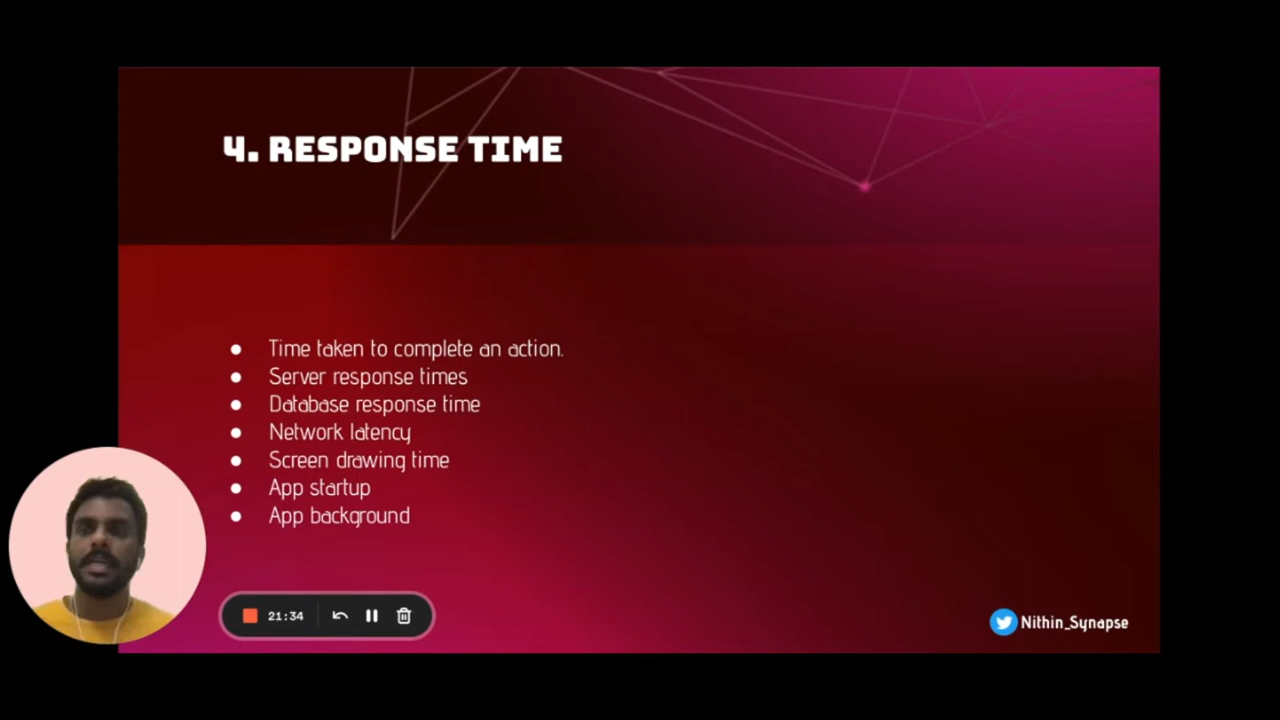 4. RESPONSE TIME
Time taken to complete an action.
Server response times
Database response time
Network latency
Screen drawing time
App startup
App background
21:34
Nithin_Synapse